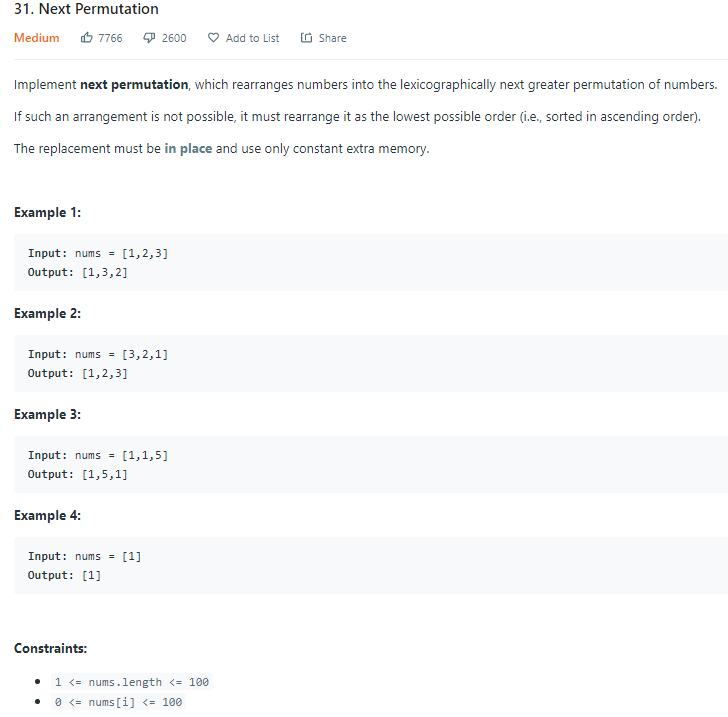 31. Next Permutation
Medium 7766 2600 Add to List Share
Implement next permutation, which rearranges numbers into the lexicographically next greater permutation of numbers.
If such an arrangement is not possible, it must rearrange it as the lowest possible order (i.e., sorted in ascending order).
The replacement must be in place and use only constant extra memory.
Example 1:
Input: nums = [1,2,3]
Output: [1,3,2]
Example 2:
Input: nums = [3,2,1]
Output: [1,2,3]
Example 3:
Input: nums = [1,1,5]
Output: [1,5,1]
Example 4:
Input: nums = [1]
Output: [1]
Constraints:
1 <= nums.length <= 100
0 <= nums[i] <= 100